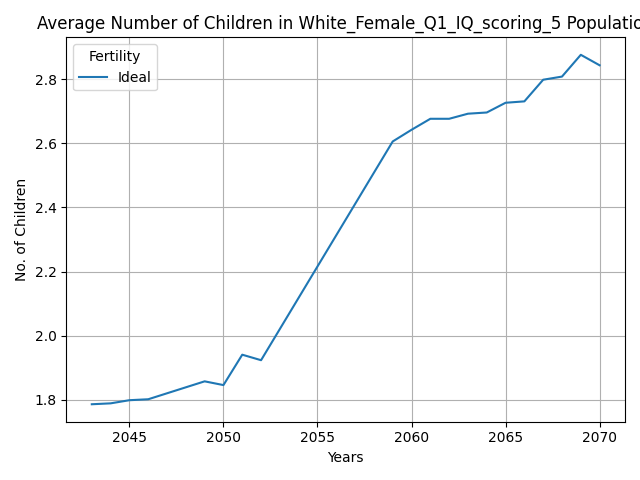 Average Number of Children in White_Female_Q1_IQ_scoring_5 Populatio
Fertility
Ideal
No. of Children
2.8
2.6
2.4
2.2
2.0
1.8
2045 2050 2055 2060 2065 2070
Years